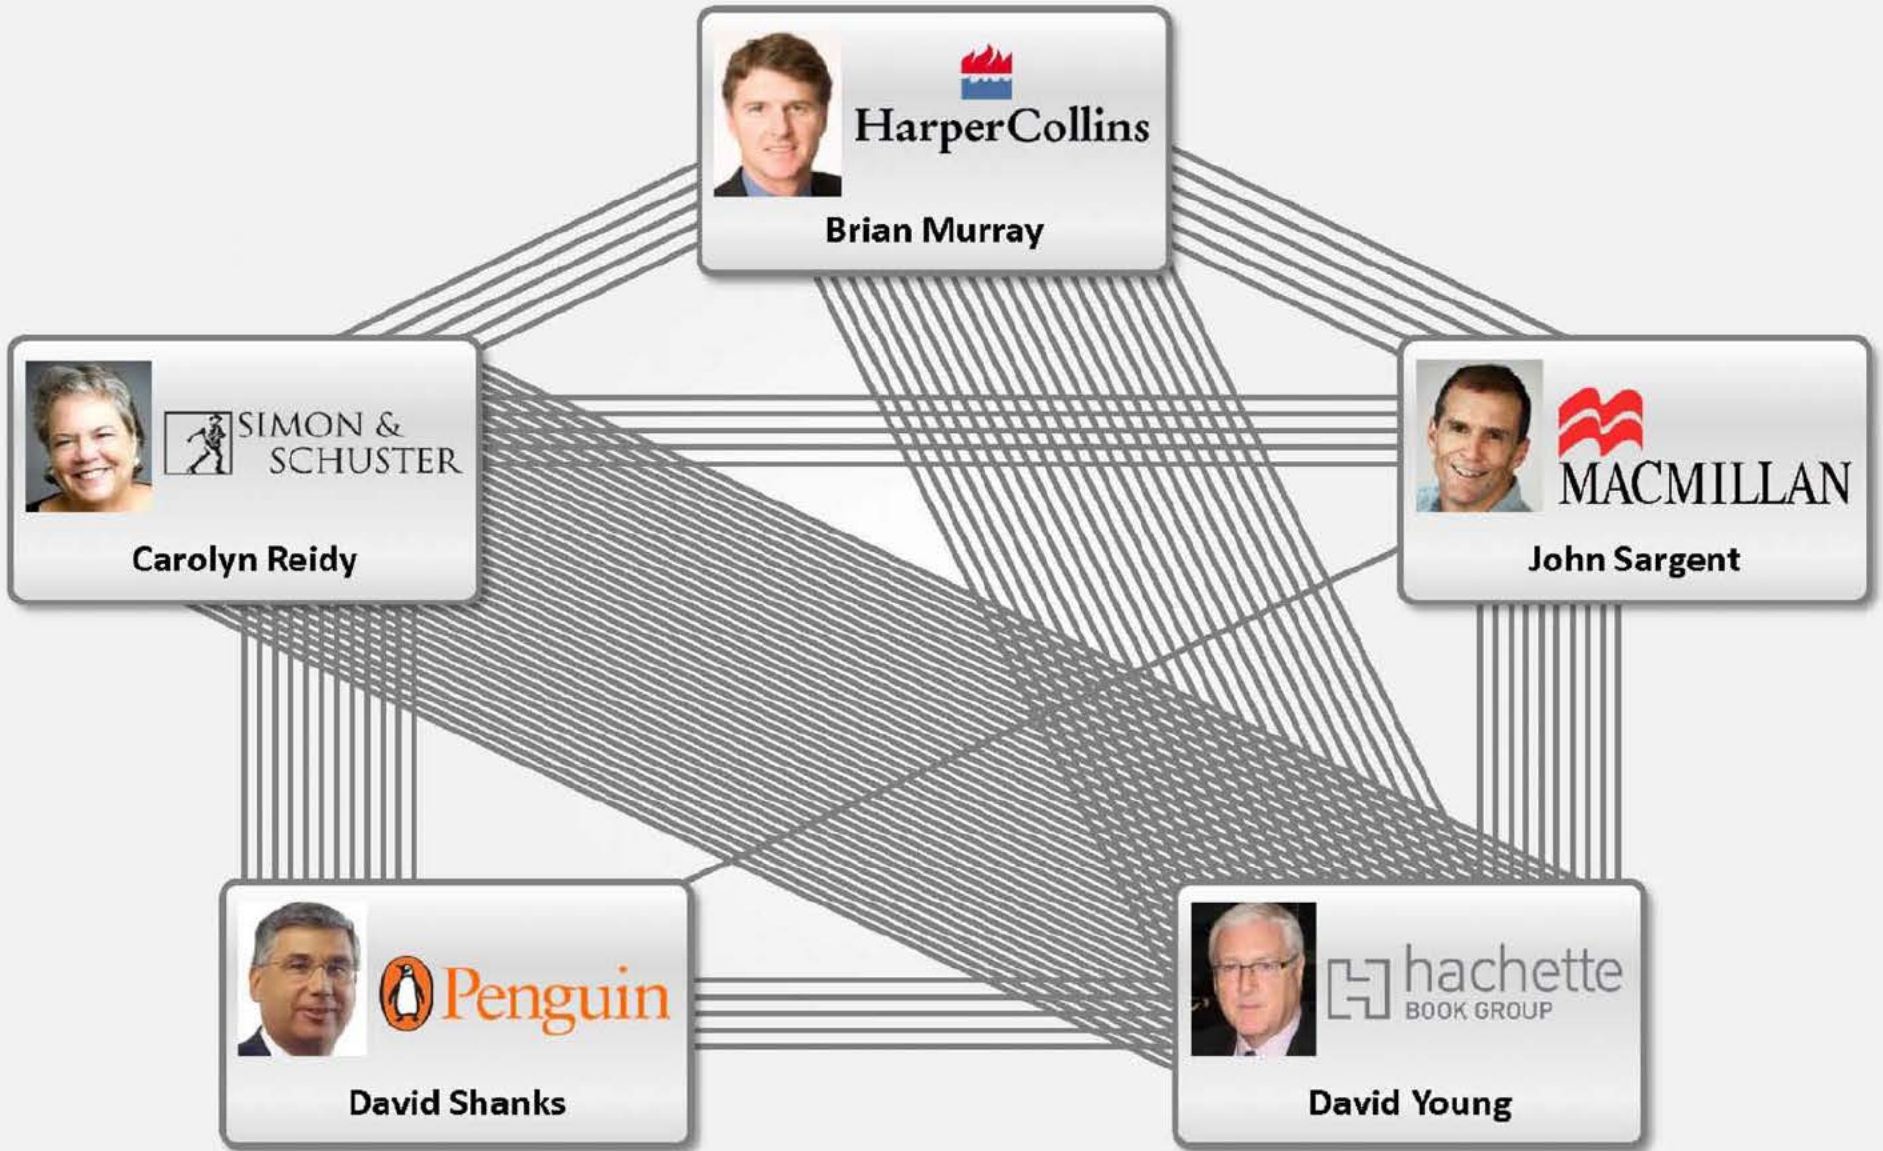 HarperCollins
Brian Murray
SIMON &
SCHUSTER
Carolyn Reidy
MACMILLAN
John Sargent
Penguin
David Shanks
hachette
BOOK GROUP
David Young